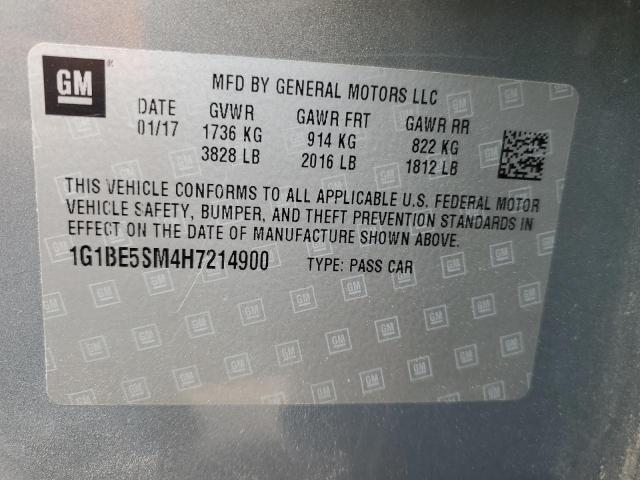 GM
MFD BY GENERAL MOTORS LLC
DATE GVWR GAWR FRT GAWR RR
01/17 1736 KG 914 KG 822 KG
3828 LB 2016 LB 1812 LB
THIS VEHICLE CONFORMS TO ALL APPLICABLE U.S. FEDERAL MOTOR
VEHICLE SAFETY, BUMPER, AND THEFT PREVENTION STANDARDS IN
EFFECT ON THE DATE OF MANUFACTURE SHOWN ABOVE.
1G1BE5SM4H7214900 TYPE: PASS CAR